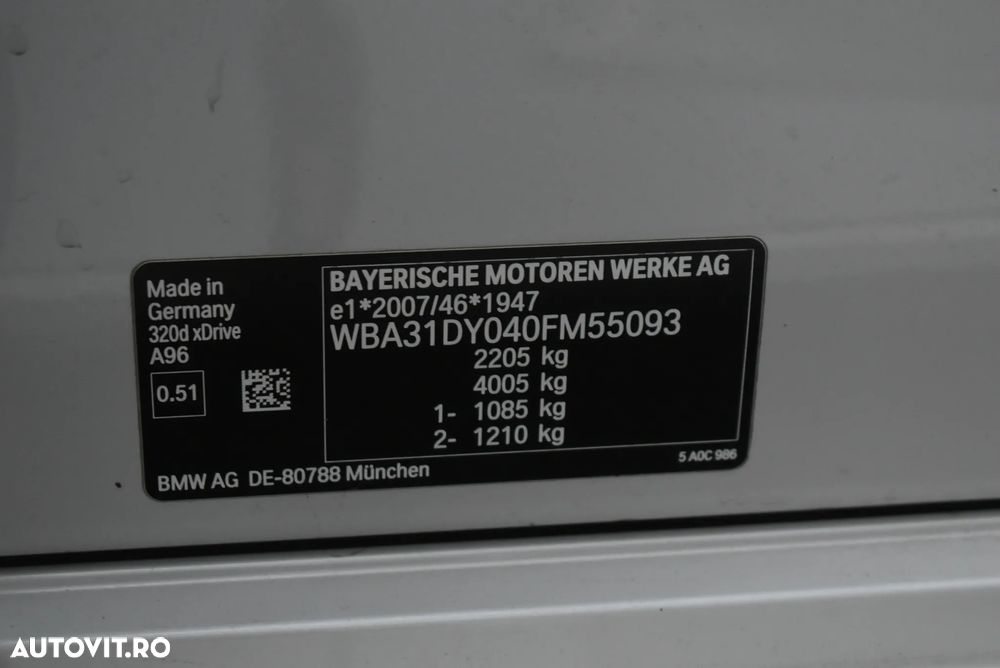 Made in
Germany
320d xDrive
A96
0.51
BAYERISCHE MOTOREN WERKE AG
e1*2007/46*1947
WBA31DY040FM55093
2205 kg
4005 kg
1- 1085 kg
2- 1210 kg
5 A0C 986
BMW AG DE-80788 München
AUTOVIT.RO